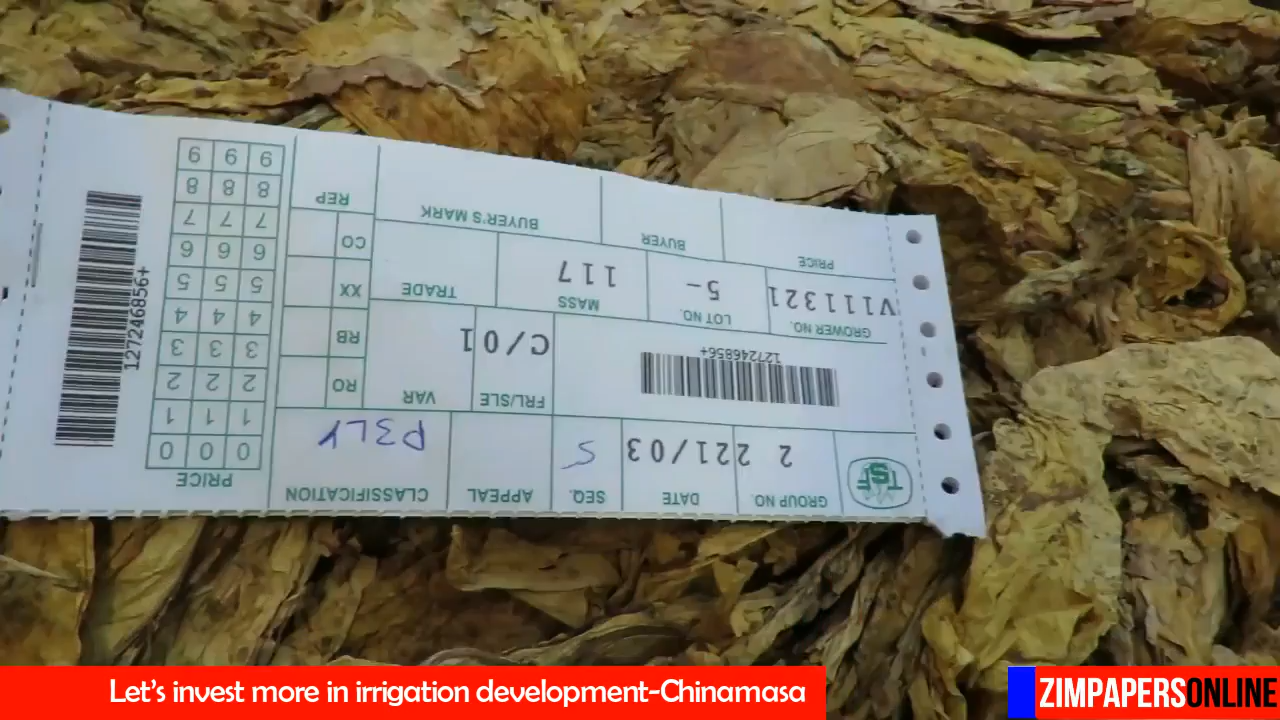 TSF
GROUP NO. DATE SEQ. APPEAL CLASSIFICATION PRICE
2 221/03 5 P3LY
0 0 0
1 1 1
2 2 2
3 3 3
4 4 4
5 5 5
6 6 6
7 7 7
8 8 8
9 9 9
127246856+
127246856+
FRL/SLE VAR RO
C/01 RB
GROWER NO. LOT NO. MASS TRADE XX
V111321 5- 117 CO
PRICE BUYER BUYER'S MARK REP
Let's invest more in irrigation development-Chinamasa
ZIMPAPERSONLINE